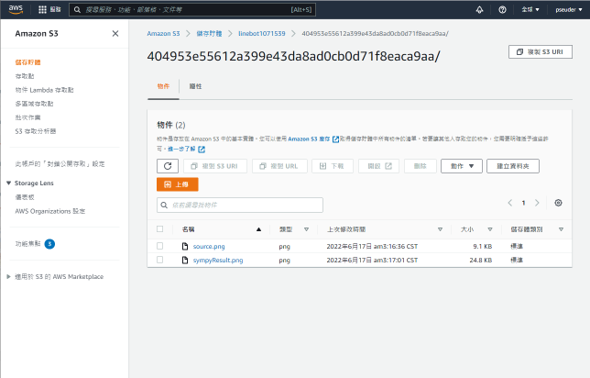 aws
服務
搜尋服務、功能、部落格、文件等
[Alt+S]
全球
pseuder
Amazon S3
儲存貯體
存取點
物件 Lambda 存取點
多區域存取點
批次作業
S3 存取分析器
此帳戶的「封鎖公開存取」設定
Storage Lens
儀表板
AWS Organizations 設定
功能焦點 3
適用於 S3 的 AWS Marketplace
Amazon S3 > 儲存貯體 > linebot1071539 > 404953e55612a399e43da8ad0cb0d71f8eaca9aa/
404953e55612a399e43da8ad0cb0d71f8eaca9aa/
複製 S3 URI
物件
屬性
物件 (2)
物件是存放在 Amazon S3 中的基本實體。您可以使用 Amazon S3 庫存 取得儲存貯體中所有物件的清單。若要讓其他人存取您的物件，您需要明確授予這些許
可。進一步了解
複製 S3 URI
複製 URL
下載
開啟
刪除
動作
建立資料夾
上傳
依前綴尋找物件
1
名稱
類型
上次修改時間
大小
儲存體類別
source.png
png
2022年6月17日 am3:16:36 CST
9.1 KB
標準
sympyResult.png
png
2022年6月17日 am3:17:01 CST
24.8 KB
標準